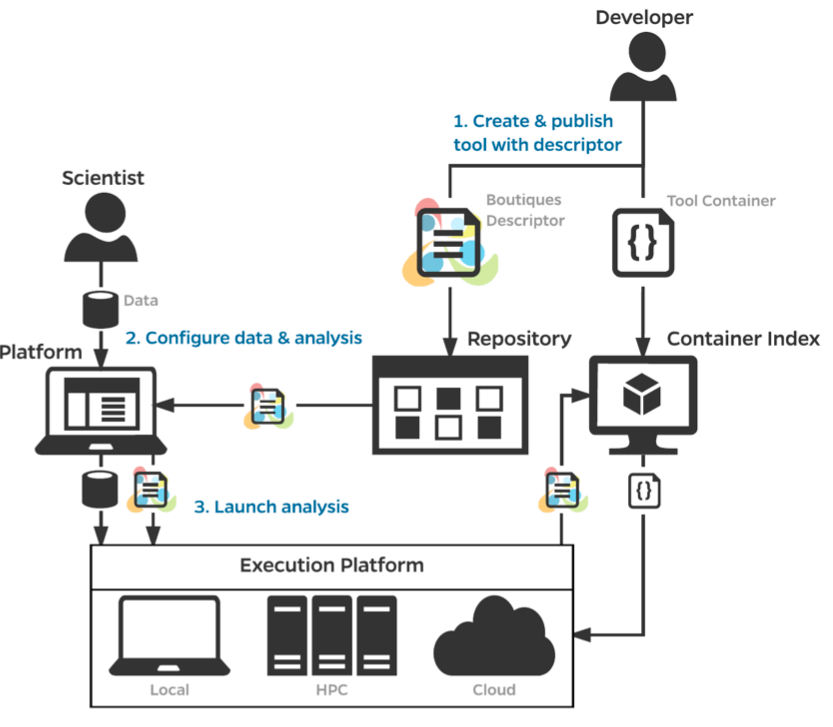 Developer
1. Create & publish
tool with descriptor
Scientist
Boutiques
Descriptor
Tool Container
{}
Data
2. Configure data & analysis
Platform
Repository
Container Index
{}
3. Launch analysis
Execution Platform
Local
HPC
Cloud